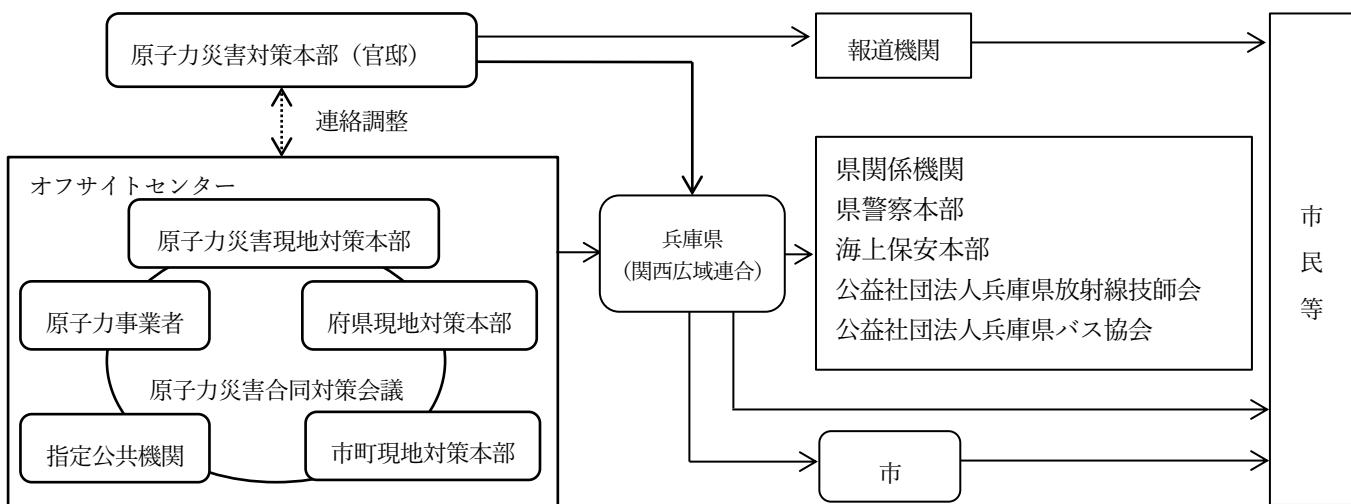 原子力災害対策本部（官邸）
報道機関
連絡調整
オフサイトセンター
原子力災害現地対策本部
原子力事業者
府県現地対策本部
原子力災害合同対策会議
指定公共機関
市町現地対策本部
兵庫県
（関西広域連合）
県関係機関
県警察本部
海上保安本部
公益社団法人兵庫県放射線技師会
公益社団法人兵庫県バス協会
市
市民等